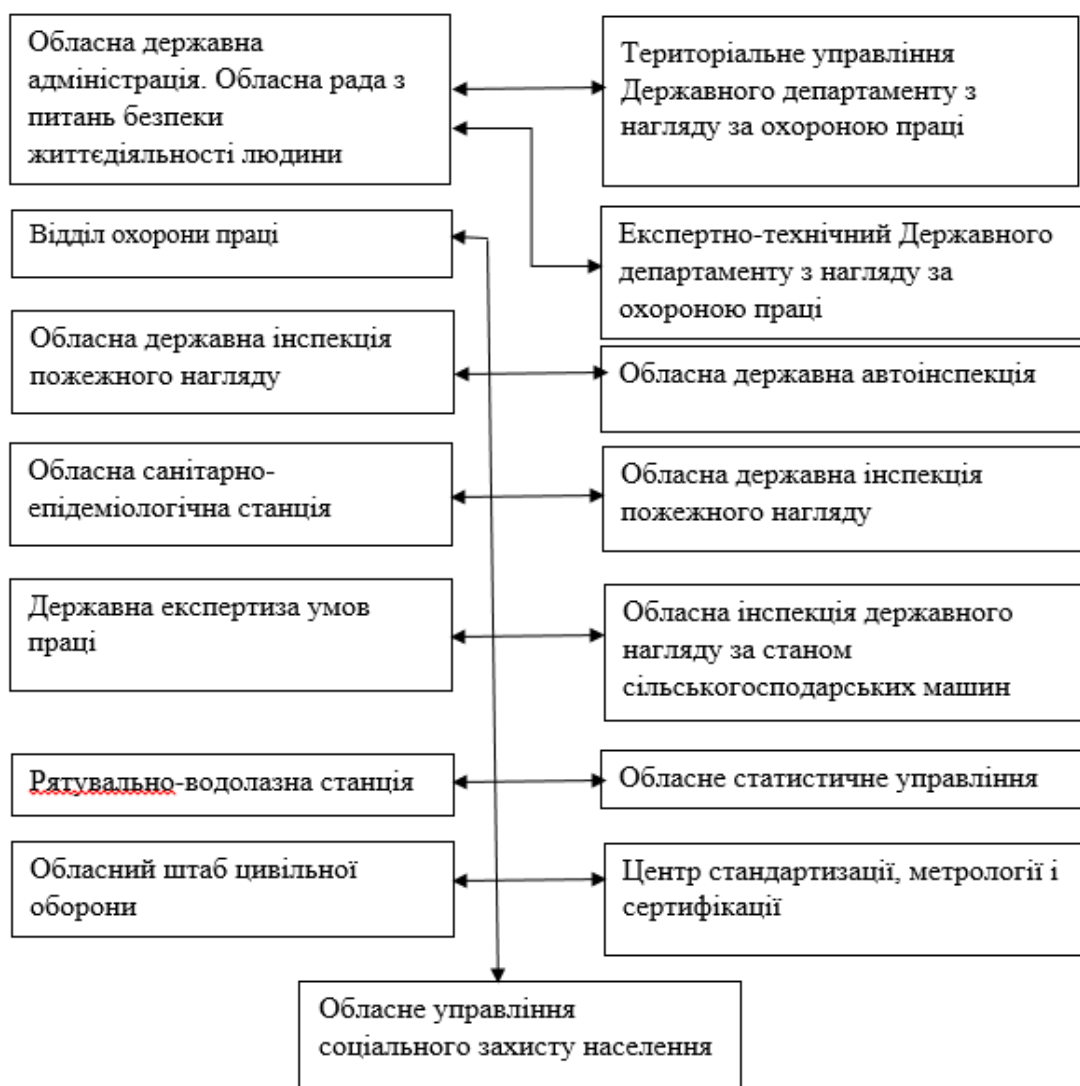 Обласна державна
адміністрація. Обласна рада з
питань безпеки
життєдіяльності людини
Територіальне управління
Державного департаменту з
нагляду за охороною праці
Відділ охорони праці
Експертно-технічний Державного
департаменту з нагляду за
охороною праці
Обласна державна інспекція
пожежного нагляду
Обласна державна автоінспекція
Обласна санітарно-
епідеміологічна станція
Обласна державна інспекція
пожежного нагляду
Державна експертиза умов
праці
Обласна інспекція державного
нагляду за станом
сільськогосподарських машин
Рятувально-водолазна станція
Обласне статистичне управління
Обласний штаб цивільної
оборони
Центр стандартизації, метрології і
сертифікації
Обласне управління
соціального захисту населення